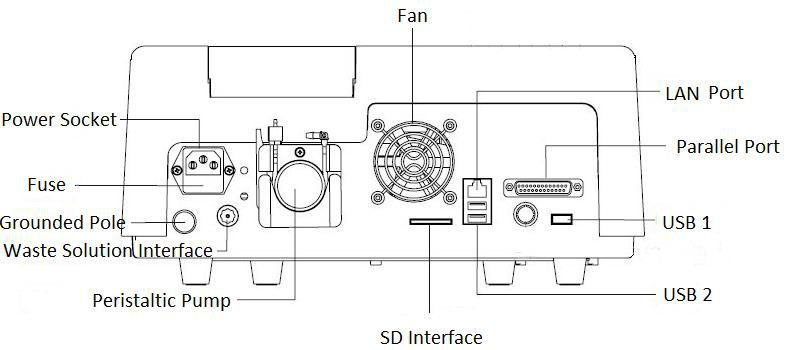 Fan
LAN Port
Power Socket
Parallel Port
Fuse
Grounded Pole
USB 1
Waste Solution Interface
Peristaltic Pump
USB 2
SD Interface